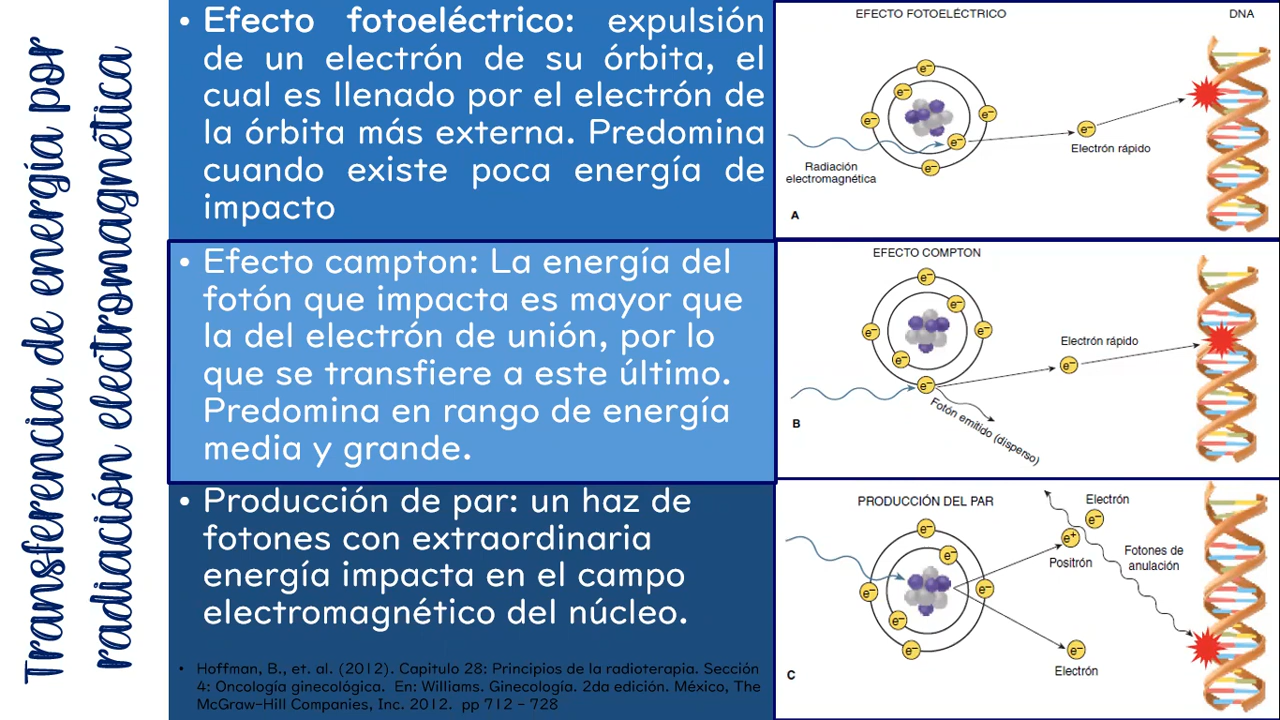 Transferencia de energía por
radiación electromagnética
• Efecto fotoeléctrico: expulsión
de un electrón de su órbita, el
cual es llenado por el electrón de
la órbita más externa. Predomina
cuando existe poca energía de
impacto
• Efecto campton: La energía del
fotón que impacta es mayor que
la del electrón de unión, por lo
que se transfiere a este último.
Predomina en rango de energía
media y grande.
• Producción de par: un haz de
fotones con extraordinaria
energía impacta en el campo
electromagnético del núcleo.
• Hoffman, B., et. al. (2012). Capitulo 28: Principios de la radioterapia. Sección
4: Oncología ginecológica. En: Williams. Ginecología. 2da edición. México, The
McGraw-Hill Companies, Inc. 2012. pp 712 - 728
EFECTO FOTOELÉCTRICO
DNA
e−
e−
e−
e−
e−
e−
e−
Electrón rápido
Radiación
electromagnética
A
EFECTO COMPTON
e−
e−
e−
e−
e−
e−
e−
Electrón rápido
Fotón emitido (disperso)
B
PRODUCCIÓN DEL PAR
Electrón
e−
e+
Positrón
Fotones de
anulación
e−
e−
e−
e−
e−
e−
e−
Electrón
C